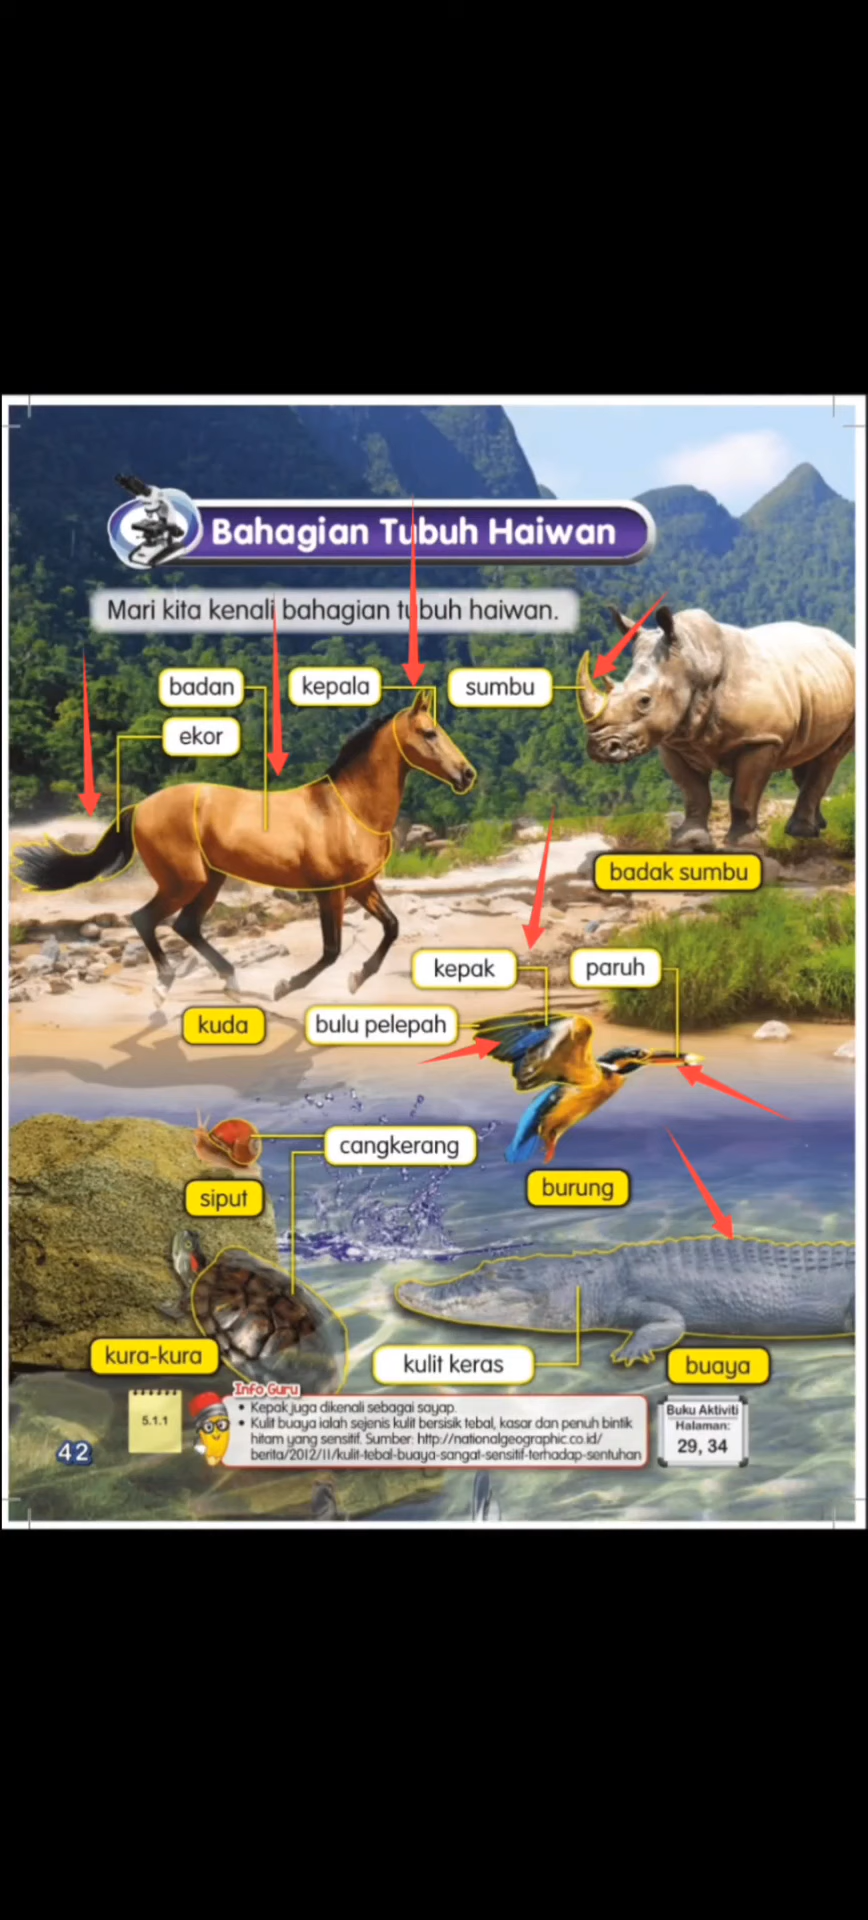 Bahagian Tubuh Haiwan
Mari kita kenali bahagian tubuh haiwan.
badan
kepala
sumbu
ekor
badak sumbu
kepak
paruh
kuda
bulu pelepah
cangkerang
siput
burung
kura-kura
kulit keras
buaya
Info Guru
• Kepak juga dikenali sebagai sayap.
• Kulit buaya ialah sejenis kulit bersisik tebal, kasar dan penuh bintik
hitam yang sensitif. Sumber: http://nationalgeographic.co.id/
berita/2012/11/kulit-tebal-buaya-sangat-sensitif-terhadap-sentuhan
5.1.1
Buku Aktiviti
Halaman:
29, 34
42